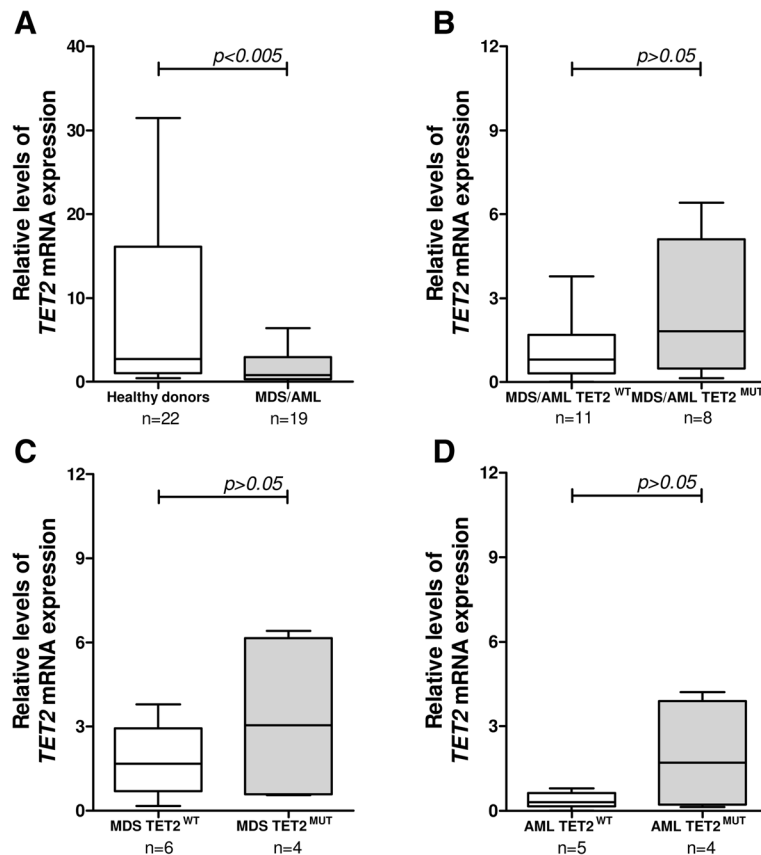 A
Relative levels of
TET2 mRNA expression
40
30
20
10
0
p<0.005
Healthy donors
MDS/AML
n=22
n=19
B
Relative levels of
TET2 mRNA expression
12
9
6
3
0
p>0.05
MDS/AML TET2 WT
MDS/AML TET2 MUT
n=11
n=8
C
Relative levels of
TET2 mRNA expression
12
9
6
3
0
p>0.05
MDS TET2 WT
MDS TET2 MUT
n=6
n=4
D
Relative levels of
TET2 mRNA expression
12
9
6
3
0
p>0.05
AML TET2 WT
AML TET2 MUT
n=5
n=4